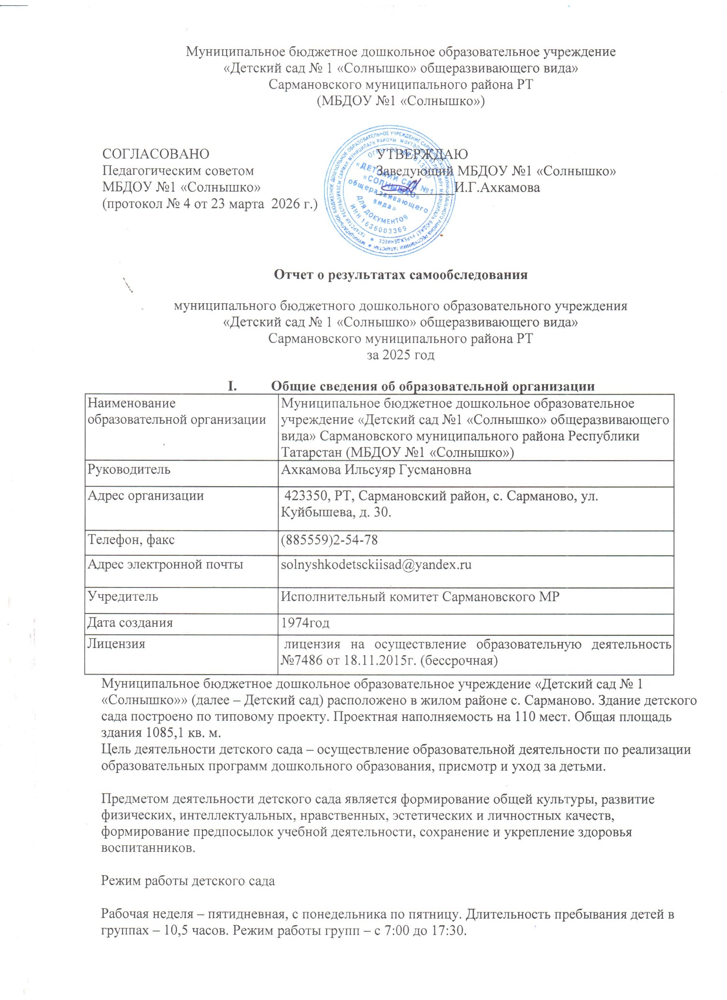 Муниципальное бюджетное дошкольное образовательное учреждение
«Детский сад № 1 «Солнышко» общеразвивающего вида»
Сармановского муниципального района РТ
(МБДОУ №1 «Солнышко»)
СОГЛАСОВАНО
Педагогическим советом
МБДОУ №1 «Солнышко»
(протокол № 4 от 23 марта 2026 г.)
УТВЕРЖДАЮ
Заведующий МБДОУ №1 «Солнышко»
___________И.Г.Ахкамова
«ДЕТСКИЙ САД №1
«СОЛНЫШКО»
общеразвивающего
вида»
ДЛЯ ДОКУМЕНТОВ
ИНН 1636003369
Отчет о результатах самообследования
муниципального бюджетного дошкольного образовательного учреждения
«Детский сад № 1 «Солнышко» общеразвивающего вида»
Сармановского муниципального района РТ
за 2025 год
I. Общие сведения об образовательной организации
Наименование
образовательной организации
Муниципальное бюджетное дошкольное образовательное
учреждение «Детский сад №1 «Солнышко» общеразвивающего
вида» Сармановского муниципального района Республики
Татарстан (МБДОУ №1 «Солнышко»)
Руководитель
Ахкамова Ильсуяр Гусмановна
Адрес организации
423350, РТ, Сармановский район, с. Сарманово, ул.
Куйбышева, д. 30.
Телефон, факс
(885559)2-54-78
Адрес электронной почты
solnyshkodetsckiisad@yandex.ru
Учредитель
Исполнительный комитет Сармановского МР
Дата создания
1974год
Лицензия
лицензия на осуществление образовательную деятельность
№7486 от 18.11.2015г. (бессрочная)
Муниципальное бюджетное дошкольное образовательное учреждение «Детский сад № 1
«Солнышко»» (далее – Детский сад) расположено в жилом районе с. Сарманово. Здание детского
сада построено по типовому проекту. Проектная наполняемость на 110 мест. Общая площадь
здания 1085,1 кв. м.
Цель деятельности детского сада – осуществление образовательной деятельности по реализации
образовательных программ дошкольного образования, присмотр и уход за детьми.
Предметом деятельности детского сада является формирование общей культуры, развитие
физических, интеллектуальных, нравственных, эстетических и личностных качеств,
формирование предпосылок учебной деятельности, сохранение и укрепление здоровья
воспитанников.
Режим работы детского сада
Рабочая неделя – пятидневная, с понедельника по пятницу. Длительность пребывания детей в
группах – 10,5 часов. Режим работы групп – с 7:00 до 17:30.